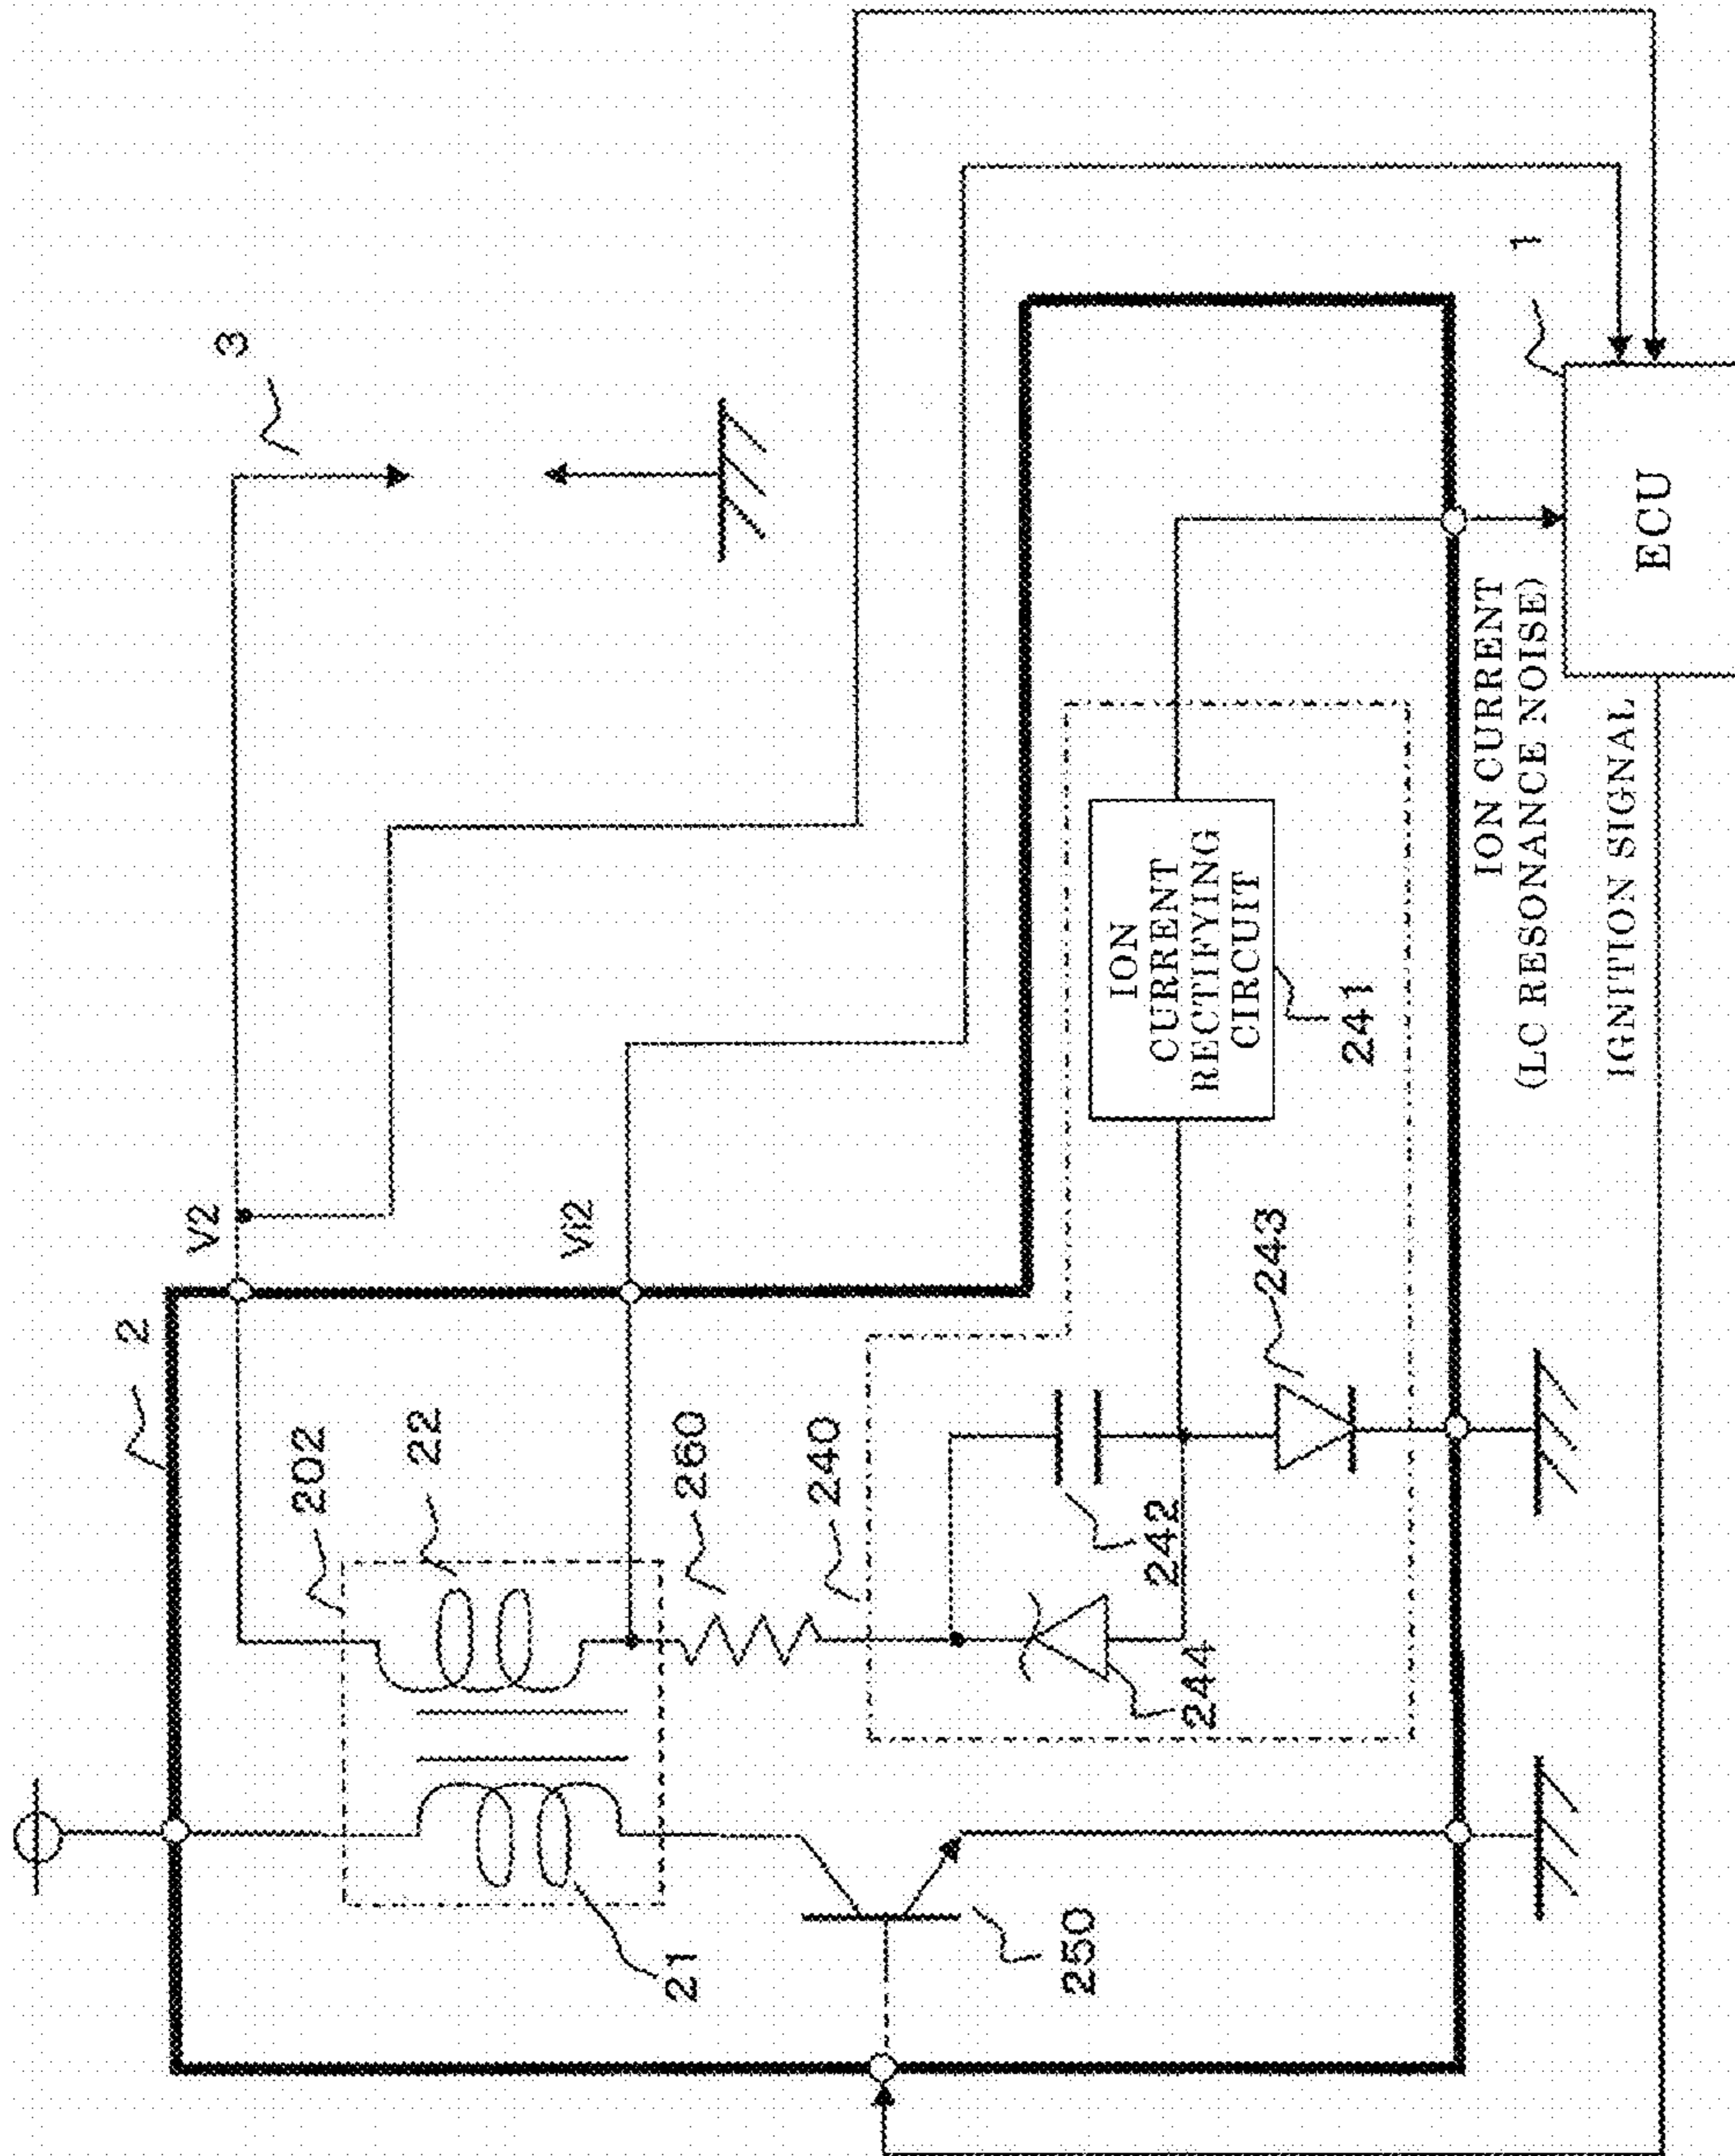 2
3
V2
202
22
Vi2
260
240
21
250
242
244
243
ION
CURRENT
RECTIFYING
CIRCUIT
241
ION CURRENT
(LC RESONANCE NOISE)
IGNITION SIGNAL
1
ECU